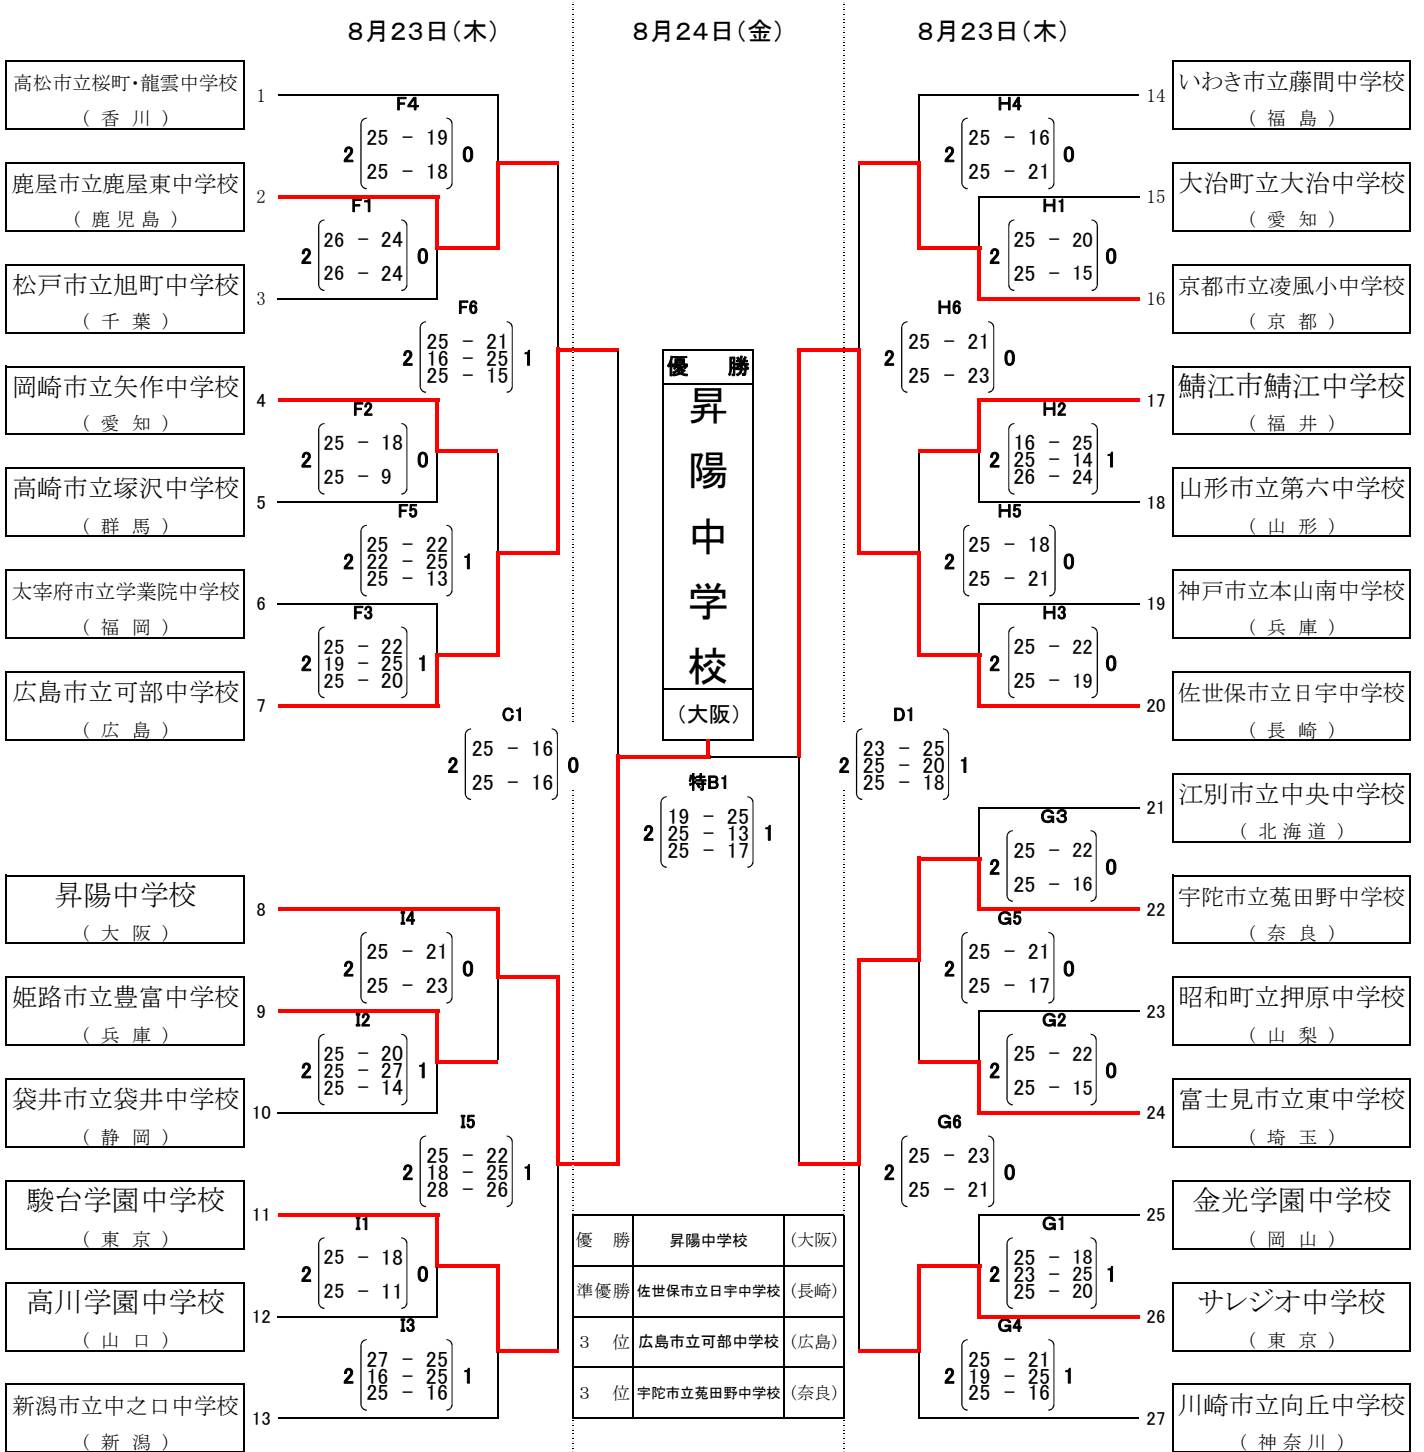 8月23日(木)
8月24日(金)
8月23日(木)
高松市立桜町・龍雲中学校
(香川)
1
鹿屋市立鹿屋東中学校
(鹿児島)
2
松戸市立旭町中学校
(千葉)
3
岡崎市立矢作中学校
(愛知)
4
高崎市立塚沢中学校
(群馬)
5
太宰府市立学業院中学校
(福岡)
6
広島市立可部中学校
(広島)
7
昇陽中学校
(大阪)
8
姫路市立豊富中学校
(兵庫)
9
袋井市立袋井中学校
(静岡)
10
駿台学園中学校
(東京)
11
高川学園中学校
(山口)
12
新潟市立中之口中学校
(新潟)
13
F4
25 - 19
2 0
25 - 18
F1
26 - 24
2 0
26 - 24
F6
25 - 21
2 16 - 25 1
25 - 15
F2
25 - 18
2 0
25 - 9
F5
25 - 22
2 22 - 25 1
25 - 13
F3
25 - 22
2 19 - 25 1
25 - 20
C1
25 - 16
2 0
25 - 16
I4
25 - 21
2 0
25 - 23
I2
25 - 20
2 25 - 27 1
25 - 14
I5
25 - 22
2 18 - 25 1
28 - 26
I1
25 - 18
2 0
25 - 11
I3
27 - 25
2 16 - 25 1
25 - 16
優勝
昇陽中学校
(大阪)
特B1
19 - 25
2 25 - 13 1
25 - 17
優勝 昇陽中学校 (大阪)
準優勝 佐世保市立日宇中学校 (長崎)
3位 広島市立可部中学校 (広島)
3位 宇陀市立菟田野中学校 (奈良)
H4
25 - 16
2 0
25 - 21
H1
25 - 20
2 0
25 - 15
H6
25 - 21
2 0
25 - 23
H2
16 - 25
2 25 - 14 1
26 - 24
H5
25 - 18
2 0
25 - 21
H3
25 - 22
2 0
25 - 19
D1
23 - 25
2 25 - 20 1
25 - 18
G3
25 - 22
2 0
25 - 16
G5
25 - 21
2 0
25 - 17
G2
25 - 22
2 0
25 - 15
G6
25 - 23
2 0
25 - 21
G1
25 - 18
2 23 - 25 1
25 - 20
G4
25 - 21
2 19 - 25 1
25 - 16
14
いわき市立藤間中学校
(福島)
15
大治町立大治中学校
(愛知)
16
京都市立凌風小中学校
(京都)
17
鯖江市鯖江中学校
(福井)
18
山形市立第六中学校
(山形)
19
神戸市立本山南中学校
(兵庫)
20
佐世保市立日宇中学校
(長崎)
21
江別市立中央中学校
(北海道)
22
宇陀市立菟田野中学校
(奈良)
23
昭和町立押原中学校
(山梨)
24
富士見市立東中学校
(埼玉)
25
金光学園中学校
(岡山)
26
サレジオ中学校
(東京)
27
川崎市立向丘中学校
(神奈川)